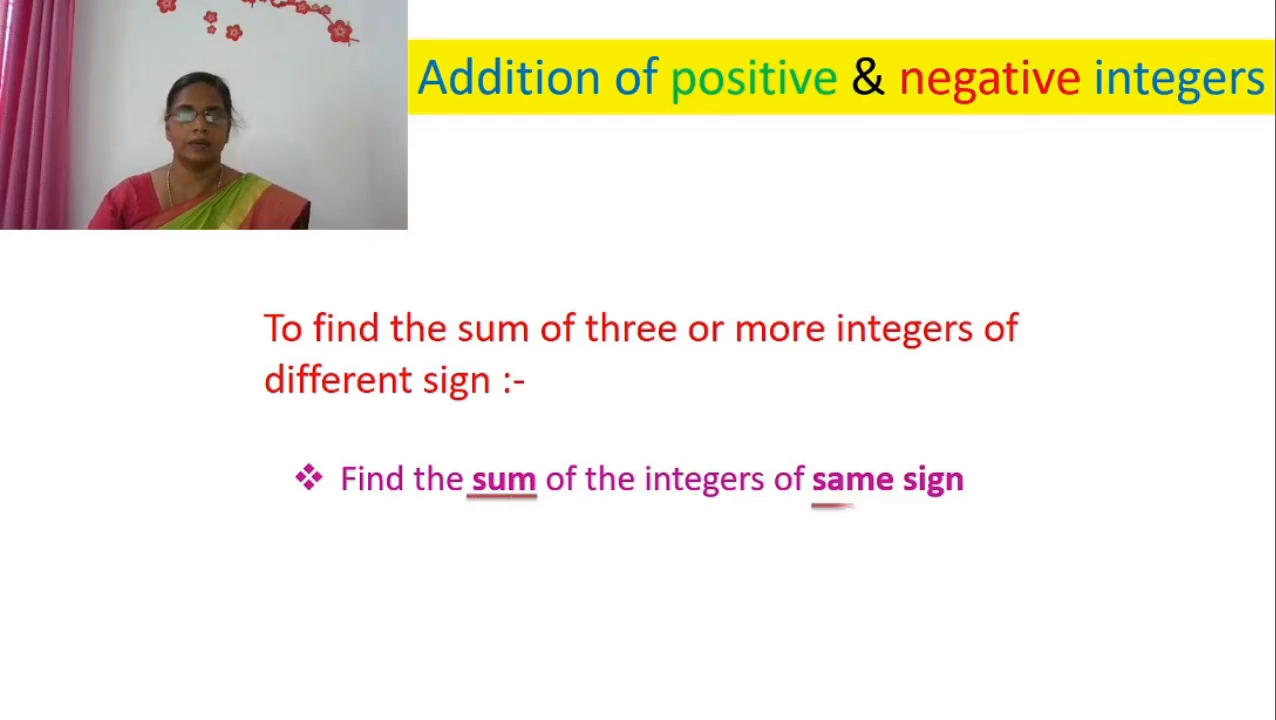 Addition of positive & negative integers
To find the sum of three or more integers of
different sign :-
❖ Find the sum of the integers of same sign